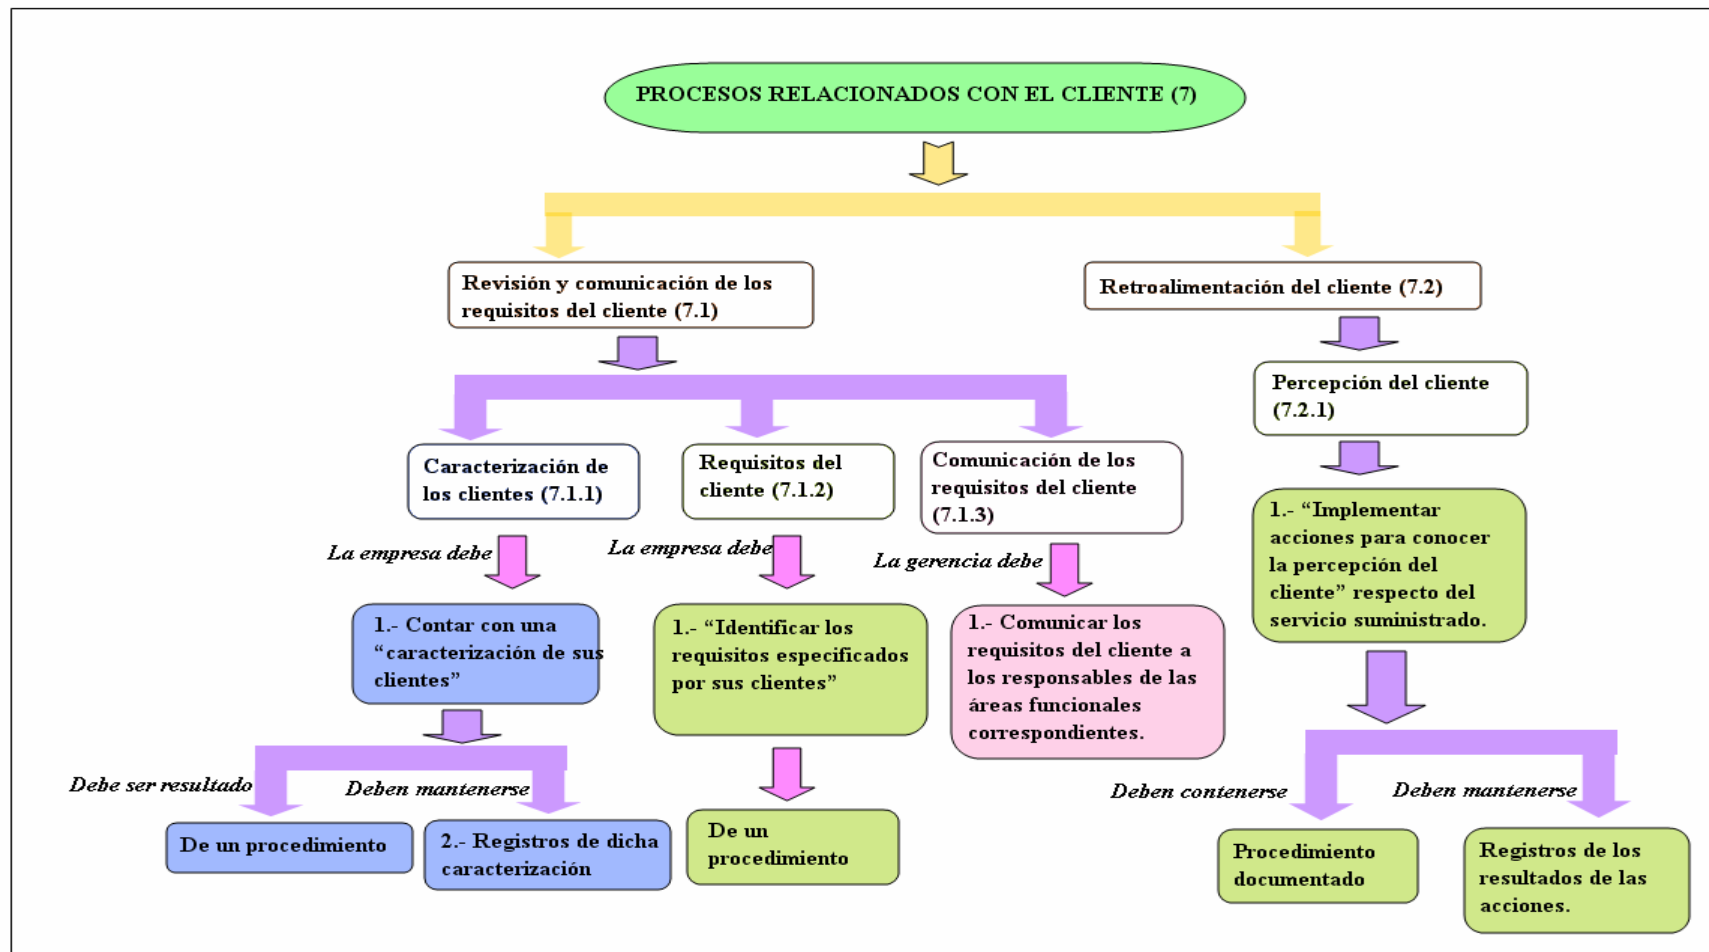 PROCESOS RELACIONADOS CON EL CLIENTE (7)
Revisión y comunicación de los
requisitos del cliente (7.1)
Retroalimentación del cliente (7.2)
Percepción del cliente
(7.2.1)
Caracterización de
los clientes (7.1.1)
Requisitos del
cliente (7.1.2)
Comunicación de los
requisitos del cliente
(7.1.3)
La empresa debe
La empresa debe
La gerencia debe
1.- “Implementar
acciones para conocer
la percepción del
cliente” respecto del
servicio suministrado.
1.- Contar con una
“caracterización de sus
clientes”
1.- “Identificar los
requisitos especificados
por sus clientes”
1.- Comunicar los
requisitos del cliente a
los responsables de las
áreas funcionales
correspondientes.
Debe ser resultado
Deben mantenerse
Deben contenerse
Deben mantenerse
De un procedimiento
2.- Registros de dicha
caracterización
De un
procedimiento
Procedimiento
documentado
Registros de los
resultados de las
acciones.